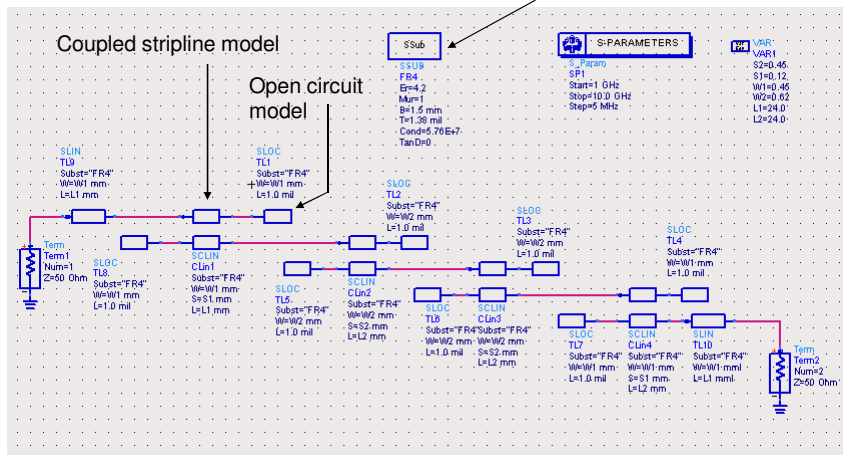 Coupled stripline model
Open circuit
model
SSub
SSUB
FR4
Er=4.2
Mur=1
B=1.5 mm
T=1.38 mil
Cond=5.76E+7
TanD=0
S-PARAMETERS
S_Param
SP1
Start=1 GHz
Stop=10.0 GHz
Step=5 MHz
Var
Eqn
VAR
VAR1
S2=0.45
S1=0.12
W1=0.45
W2=0.62
L1=24.0
L2=24.0
SLIN
TL9
Subst="FR4"
W=W1 mm
L=L1 mm
SLOC
TL1
Subst="FR4"
W=W1 mm
L=1.0 mil
SLOC
TL2
Subst="FR4"
W=W2 mm
L=1.0 mil
SLOC
TL3
Subst="FR4"
W=W2 mm
L=1.0 mil
SLOC
TL4
Subst="FR4"
W=W1 mm
L=1.0 mil
Term
Term1
Num=1
Z=50 Ohm
SLOC
TL8
Subst="FR4"
W=W1 mm
L=1.0 mil
SCLIN
CLin1
Subst="FR4"
W=W1 mm
S=S1 mm
L=L1 mm
SLOC
TL5
Subst="FR4"
W=W2 mm
L=1.0 mil
SCLIN
CLin2
Subst="FR4"
W=W2 mm
S=S2 mm
L=L2 mm
SLOC
TL6
Subst="FR4"
W=W2 mm
L=1.0 mil
SCLIN
CLin3
Subst="FR4"
W=W2 mm
S=S2 mm
L=L2 mm
SLOC
TL7
Subst="FR4"
W=W1 mm
L=1.0 mil
SCLIN
CLin4
Subst="FR4"
W=W1 mm
S=S1 mm
L=L2 mm
SLIN
TL10
Subst="FR4"
W=W1 mm
L=L1 mm
Term
Term2
Num=2
Z=50 Ohm